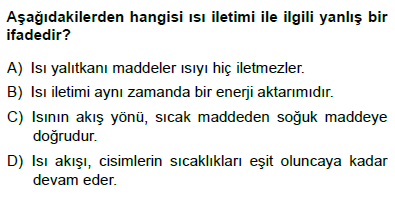 Aşağıdakilerden hangisi ısı iletimi ile ilgili yanlış bir
ifadedir?
A) Isı yalıtkanı maddeler ısıyı hiç iletmezler.
B) Isı iletimi aynı zamanda bir enerji aktarımıdır.
C) Isının akış yönü, sıcak maddeden soğuk maddeye
doğrudur.
D) Isı akışı, cisimlerin sıcaklıkları eşit oluncaya kadar
devam eder.